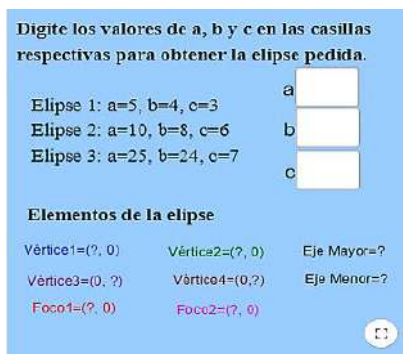 Digite los valores de a, b y c en las casillas
respectivas para obtener la elipse pedida.
a
Elipse 1: a=5, b=4, c=3
Elipse 2: a=10, b=8, c=6
b
Elipse 3: a=25, b=24, c=7
c
Elementos de la elipse
Vértice1=(?, 0) Vértice2=(?, 0) Eje Mayor=?
Vértice3=(0, ?) Vértice4=(0,?) Eje Menor=?
Foco1=(?, 0) Foco2=(?, 0)